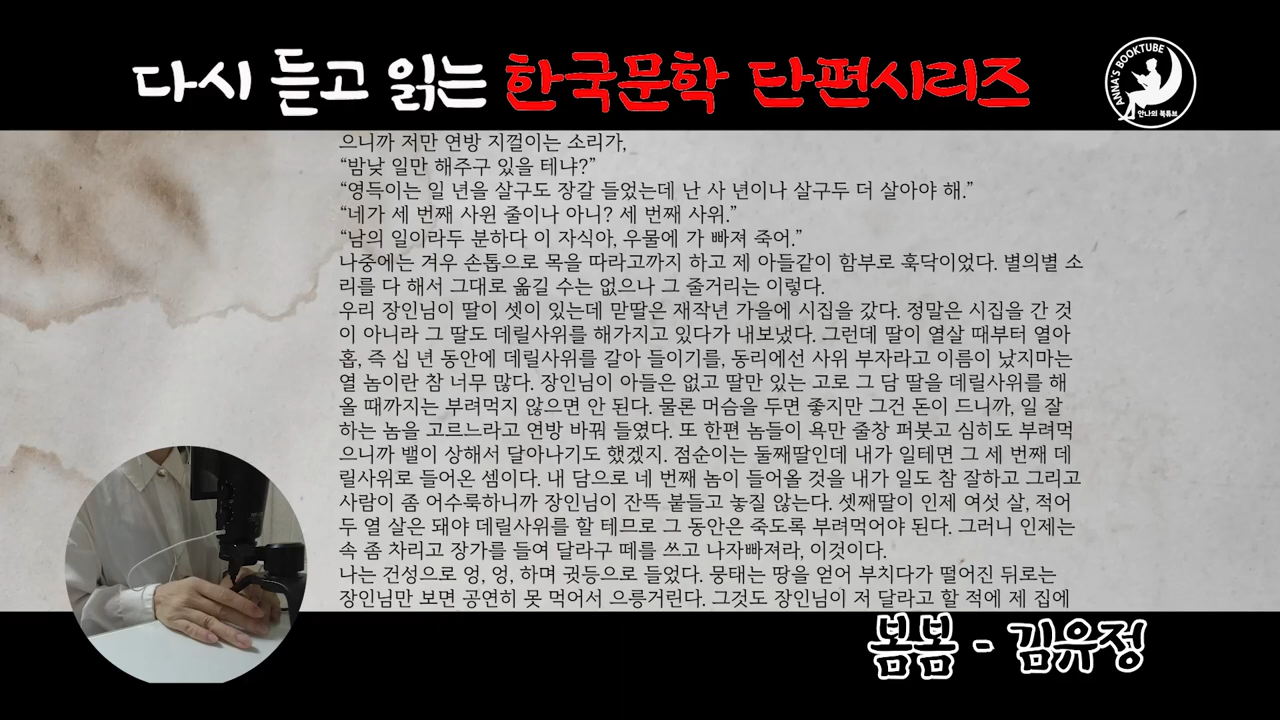 다시 듣고 읽는 한국문학 단편시리즈
ANNA'S BOOKTUBE
안나의 북튜브
으니까 저만 연방 지껄이는 소리가,
“밤낮 일만 해주구 있을 테냐?”
“영득이는 일 년을 살구도 장갈 들었는데 난 사 년이나 살구두 더 살아야 해.”
“네가 세 번째 사윈 줄이나 아니? 세 번째 사위.”
“남의 일이라두 분하다 이 자식아, 우물에 가 빠져 죽어.”
나중에는 겨우 손톱으로 목을 따라고까지 하고 제 아들같이 함부로 훅닥이었다. 별의별 소
리를 다 해서 그대로 옮길 수는 없으나 그 줄거리는 이렇다.
우리 장인님이 딸이 셋이 있는데 맏딸은 재작년 가을에 시집을 갔다. 정말은 시집을 간 것
이 아니라 그 딸도 데릴사위를 해가지고 있다가 내보냈다. 그런데 딸이 열살 때부터 열아
홉, 즉 십 년 동안에 데릴사위를 갈아 들이기를, 동리에선 사위 부자라고 이름이 났지마는
열 놈이란 참 너무 많다. 장인님이 아들은 없고 딸만 있는 고로 그 담 딸을 데릴사위를 해
올 때까지는 부려먹지 않으면 안 된다. 물론 머슴을 두면 좋지만 그건 돈이 드니까, 일 잘
하는 놈을 고르느라고 연방 바꿔 들였다. 또 한편 놈들이 욕만 줄창 퍼붓고 심히도 부려먹
으니까 밸이 상해서 달아나기도 했겠지. 점순이는 둘째딸인데 내가 일테면 그 세 번째 데
릴사위로 들어온 셈이다. 내 담으로 네 번째 놈이 들어올 것을 내가 일도 참 잘하고 그리고
사람이 좀 어수룩하니까 장인님이 잔뜩 붙들고 놓질 않는다. 셋째딸이 인제 여섯 살, 적어
두 열 살은 돼야 데릴사위를 할 테므로 그 동안은 죽도록 부려먹어야 된다. 그러니 인제는
속 좀 차리고 장가를 들여 달라구 떼를 쓰고 나자빠져라, 이것이다.
나는 건성으로 엉, 엉, 하며 귓등으로 들었다. 뭉태는 땅을 얻어 부치다가 떨어진 뒤로는
장인님만 보면 공연히 못 먹어서 으릉거린다. 그것도 장인님이 저 달라고 할 적에 제 집에
봄봄 - 김유정